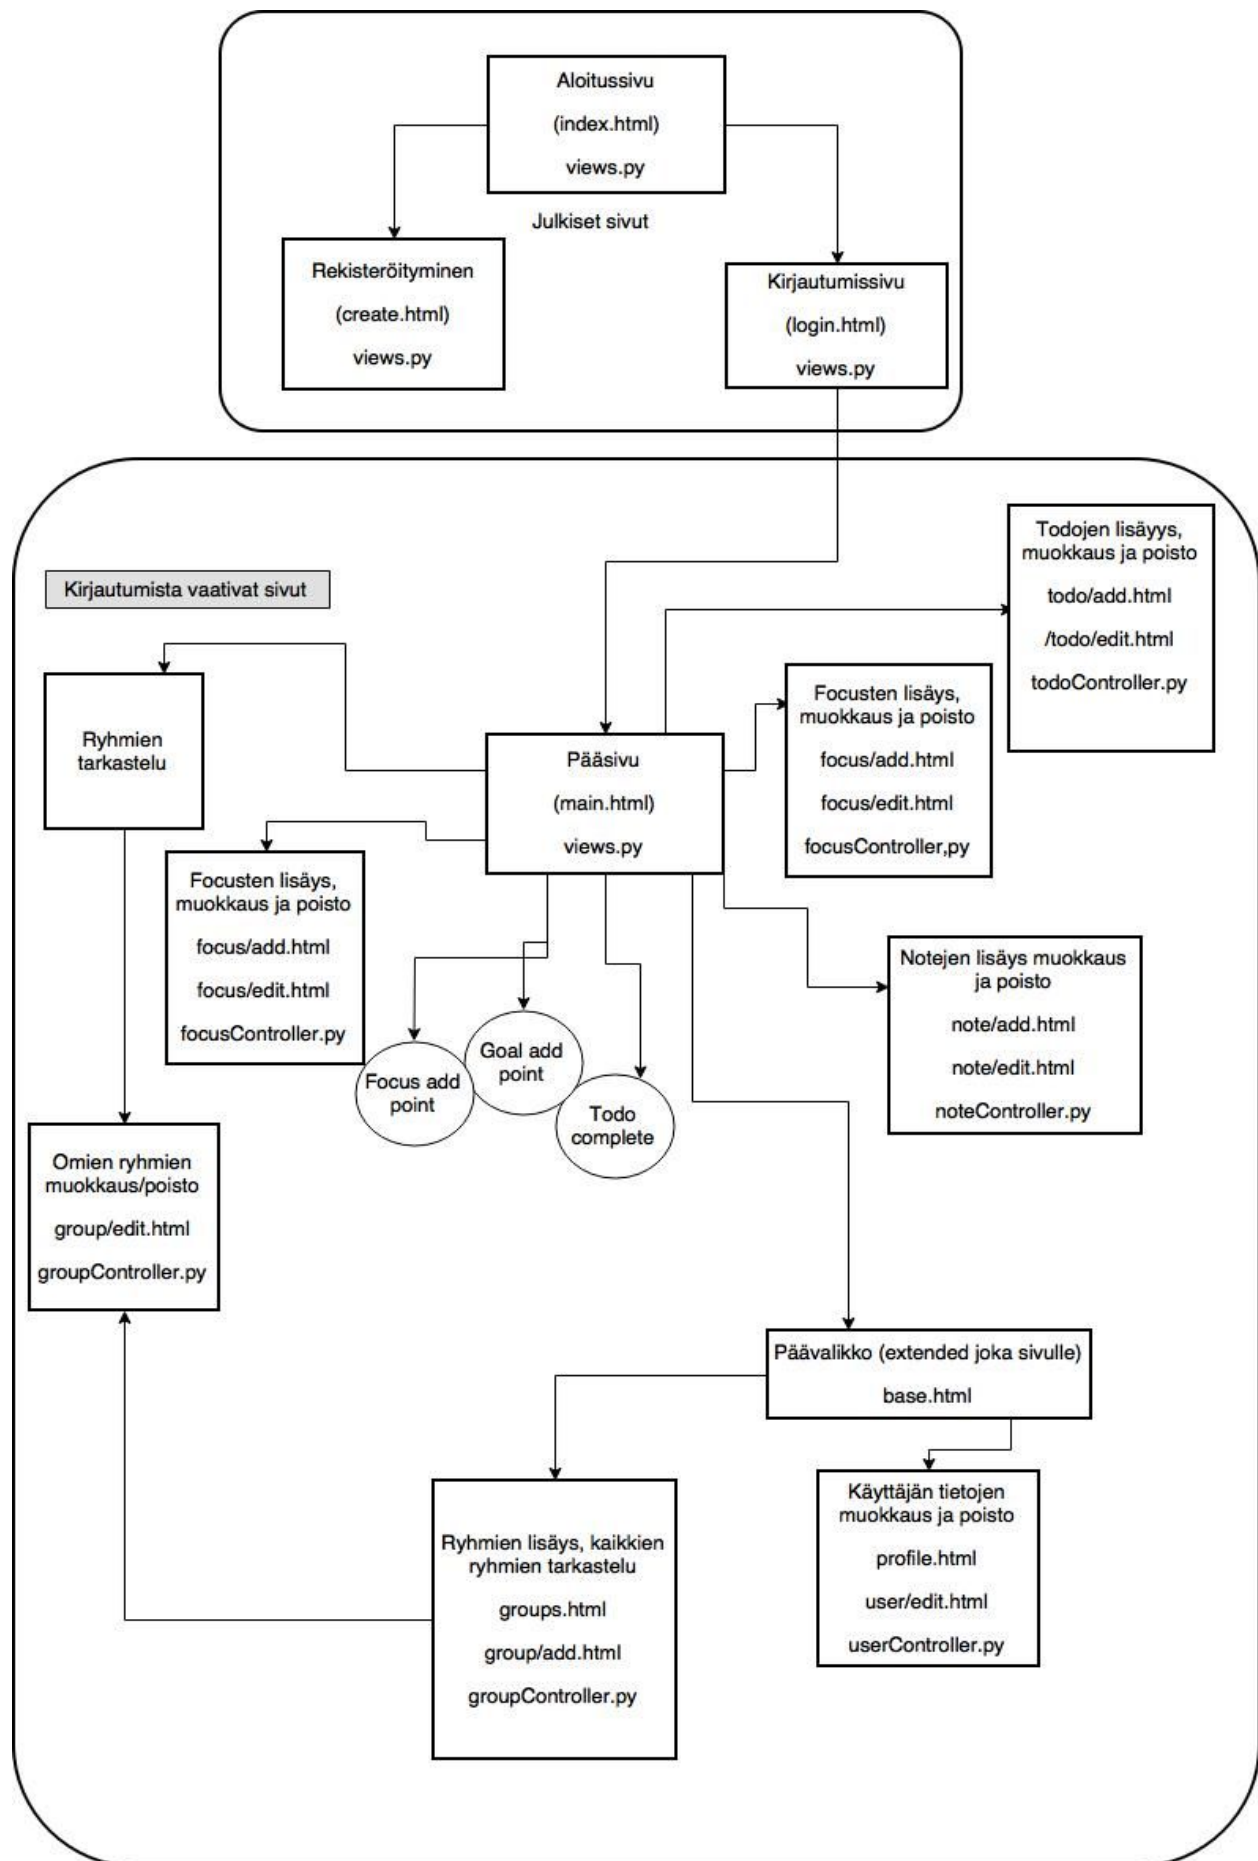 Aloitussivu
(index.html)
views.py
Julkiset sivut
Rekisteröityminen
(create.html)
views.py
Kirjautumissivu
(login.html)
views.py
Kirjautumista vaativat sivut
Todojen lisäyys,
muokkaus ja poisto
todo/add.html
/todo/edit.html
todoController.py
Ryhmien
tarkastelu
Focusten lisäys,
muokkaus ja poisto
focus/add.html
focus/edit.html
focusController,py
Pääsivu
(main.html)
views.py
Focusten lisäys,
muokkaus ja poisto
focus/add.html
focus/edit.html
focusController.py
Notejen lisäys muokkaus
ja poisto
note/add.html
note/edit.html
noteController.py
Focus add
point
Goal add
point
Todo
complete
Omien ryhmien
muokkaus/poisto
group/edit.html
groupController.py
Päävalikko (extended joka sivulle)
base.html
Ryhmien lisäys, kaikkien
ryhmien tarkastelu
groups.html
group/add.html
groupController.py
Käyttäjän tietojen
muokkaus ja poisto
profile.html
user/edit.html
userController.py